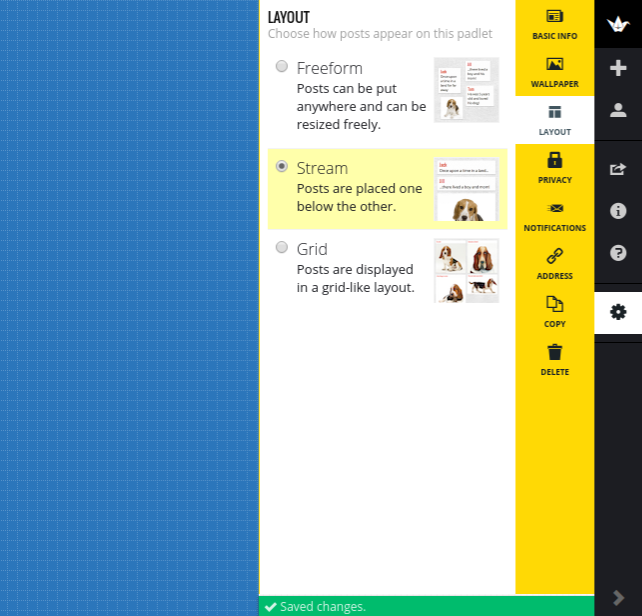 LAYOUT
Choose how posts appear on this padlet
Freeform
Posts can be put
anywhere and can be
resized freely.
Stream
Posts are placed one
below the other.
Grid
Posts are displayed
in a grid-like layout.
BASIC INFO
WALLPAPER
LAYOUT
PRIVACY
NOTIFICATIONS
ADDRESS
COPY
DELETE
Saved changes.